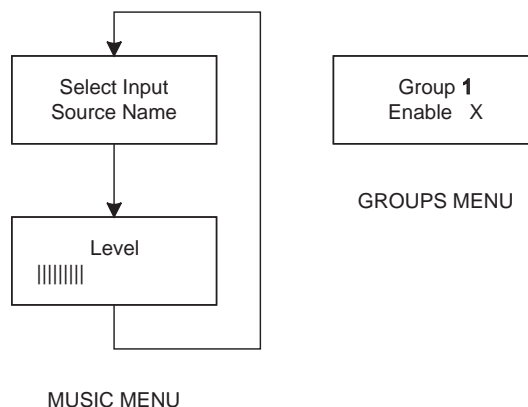 Select Input
Source Name
Level
|||||||||
MUSIC MENU
Group 1
Enable X
GROUPS MENU